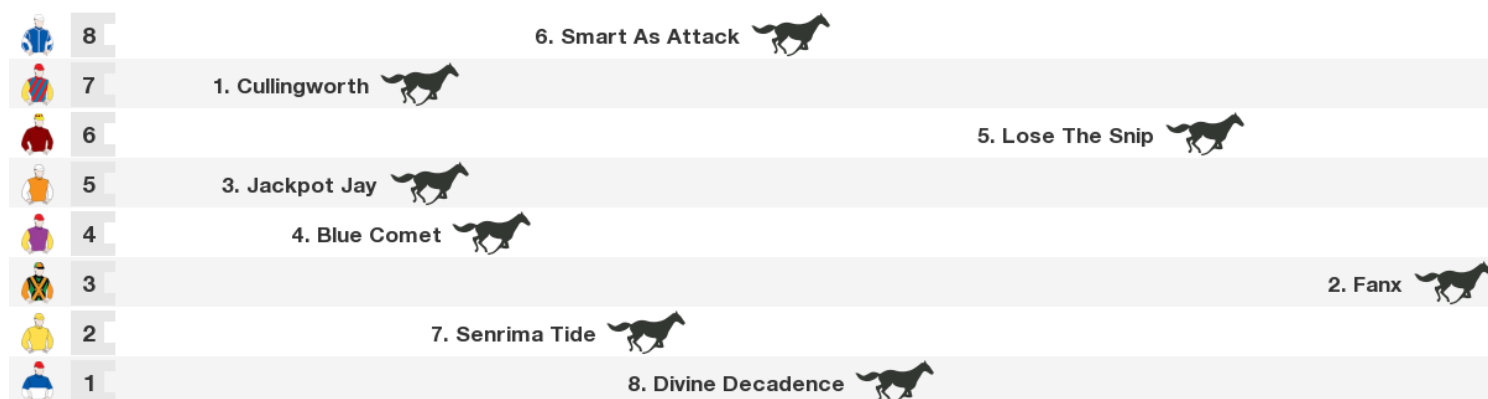 8 6. Smart As Attack
7 1. Cullingworth
6 5. Lose The Snip
5 3. Jackpot Jay
4 4. Blue Comet
3 2. Fanx
2 7. Senrima Tide
1 8. Divine Decadence